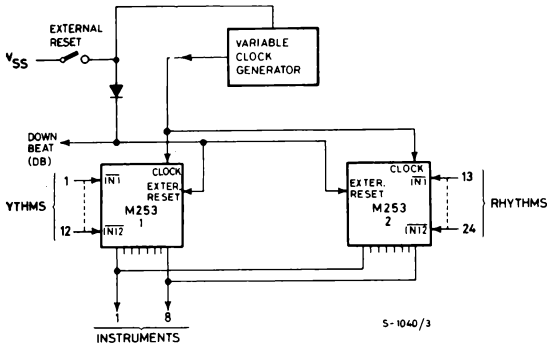 EXTERNAL
RESET
VSS
VARIABLE
CLOCK
GENERATOR
DOWN
BEAT
(DB)
CLOCK
1
IN1
EXTER.
RESET
YTHMS
M253
1
12
IN12
CLOCK
IN1
13
EXTER.
RESET
M253
2
RHYTHMS
IN12
24
1
8
INSTRUMENTS
S-1040/3